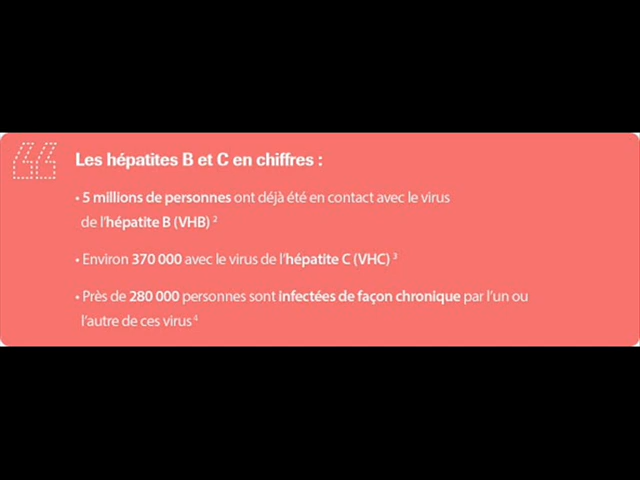 Les hépatites B et C en chiffres :
• 5 millions de personnes ont déjà été en contact avec le virus
de l'hépatite B (VHB) ²
• Environ 370 000 avec le virus de l'hépatite C (VHC) ³
• Près de 280 000 personnes sont infectées de façon chronique par l'un ou
l'autre de ces virus ⁴